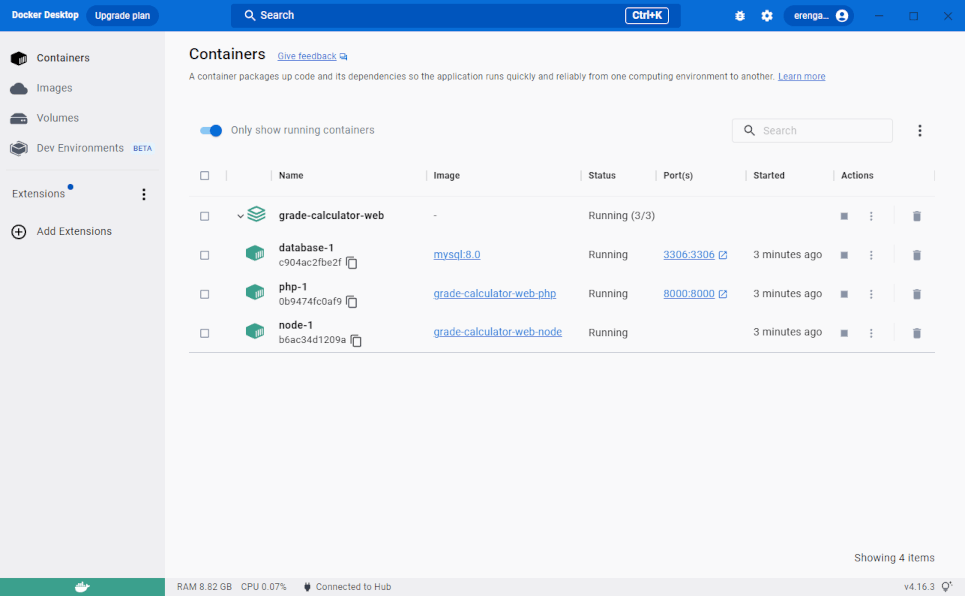 Docker Desktop Upgrade plan Search Ctrl+K erenga...
Containers
Images
Volumes
Dev Environments BETA
Extensions
Add Extensions
Containers Give feedback
A container packages up code and its dependencies so the application runs quickly and reliably from one computing environment to another. Learn more
Only show running containers Search
Name Image Status Port(s) Started Actions
grade-calculator-web - Running (3/3)
database-1
c904ac2fbe2f mysql:8.0 Running 3306:3306 3 minutes ago
php-1
0b9474fc0af9 grade-calculator-web-php Running 8000:8000 3 minutes ago
node-1
b6ac34d1209a grade-calculator-web-node Running 3 minutes ago
Showing 4 items
RAM 8.82 GB CPU 0.07% Connected to Hub v4.16.3